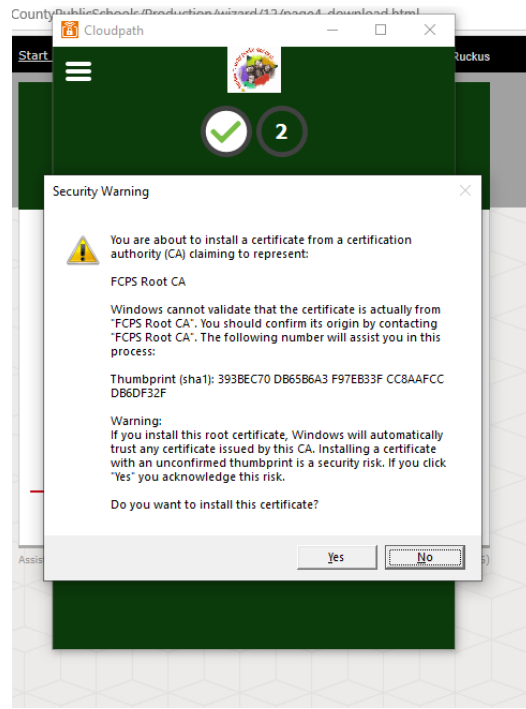 CountyPublicSchools/Production/wizard/12/page4_download.html
Cloudpath
Start
Ruckus
2
Security Warning
You are about to install a certificate from a certification
authority (CA) claiming to represent:
FCPS Root CA
Windows cannot validate that the certificate is actually from
"FCPS Root CA". You should confirm its origin by contacting
"FCPS Root CA". The following number will assist you in this
process:
Thumbprint (sha1): 393BEC70 DB65B6A3 F97EB33F CC8AAFCC
DB6DF32F
Warning:
If you install this root certificate, Windows will automatically
trust any certificate issued by this CA. Installing a certificate
with an unconfirmed thumbprint is a security risk. If you click
"Yes" you acknowledge this risk.
Do you want to install this certificate?
Yes
No
Assis